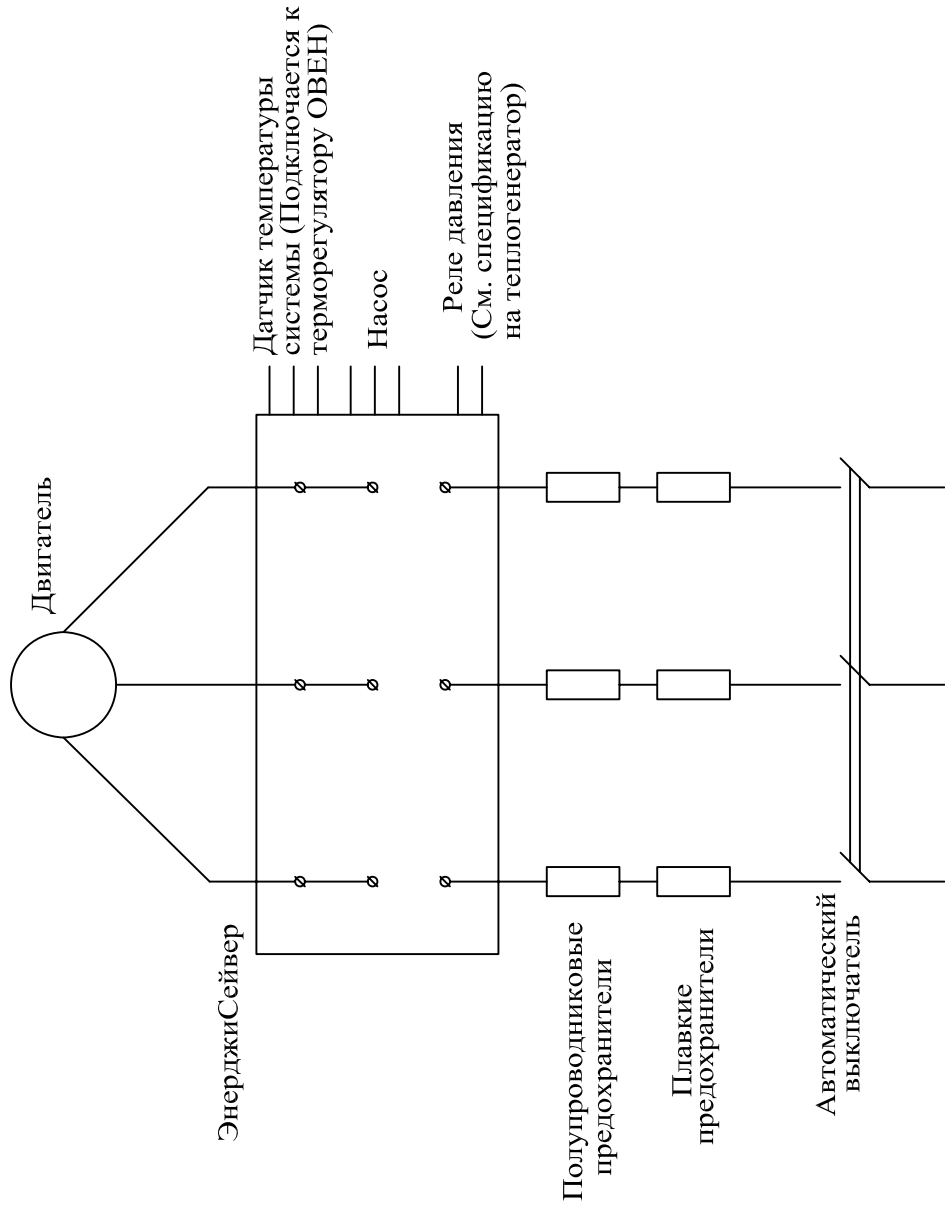 Двигатель
Датчик температуры
системы (Подключается к
терморегулятору ОВЕН)
Насос
Реле давления
(См. спецификацию
на теплогенератор)
ЭнерджиСейвер
Полупроводниковые
предохранители
Плавкие
предохранители
Автоматический
выключатель